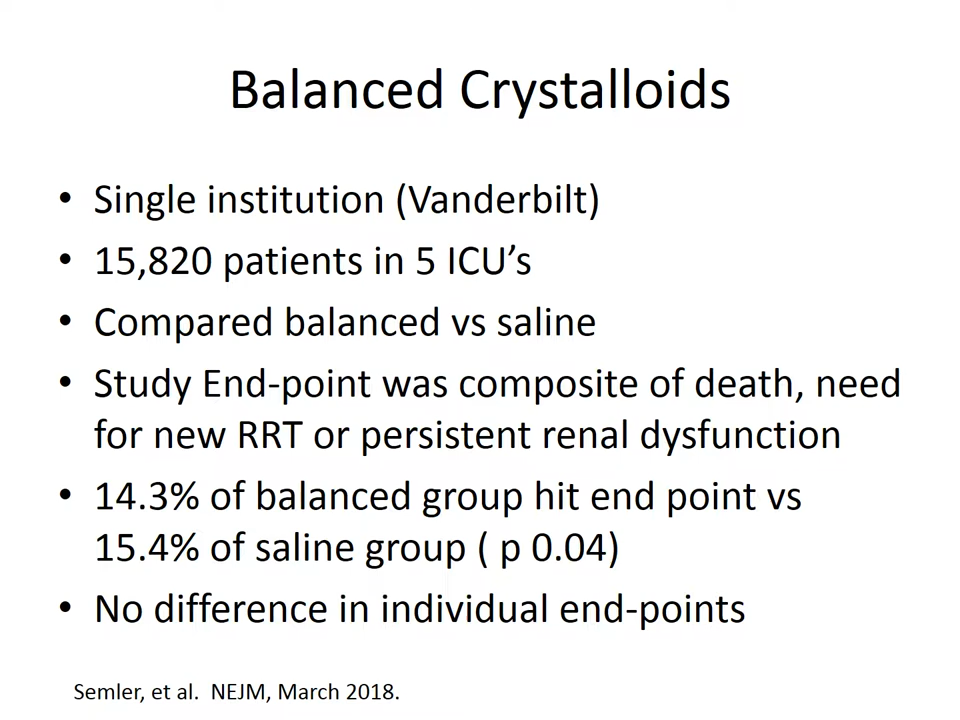 Balanced Crystalloids
• Single institution (Vanderbilt)
• 15,820 patients in 5 ICU’s
• Compared balanced vs saline
• Study End-point was composite of death, need
for new RRT or persistent renal dysfunction
• 14.3% of balanced group hit end point vs
15.4% of saline group ( p 0.04)
• No difference in individual end-points
Semler, et al.  NEJM, March 2018.